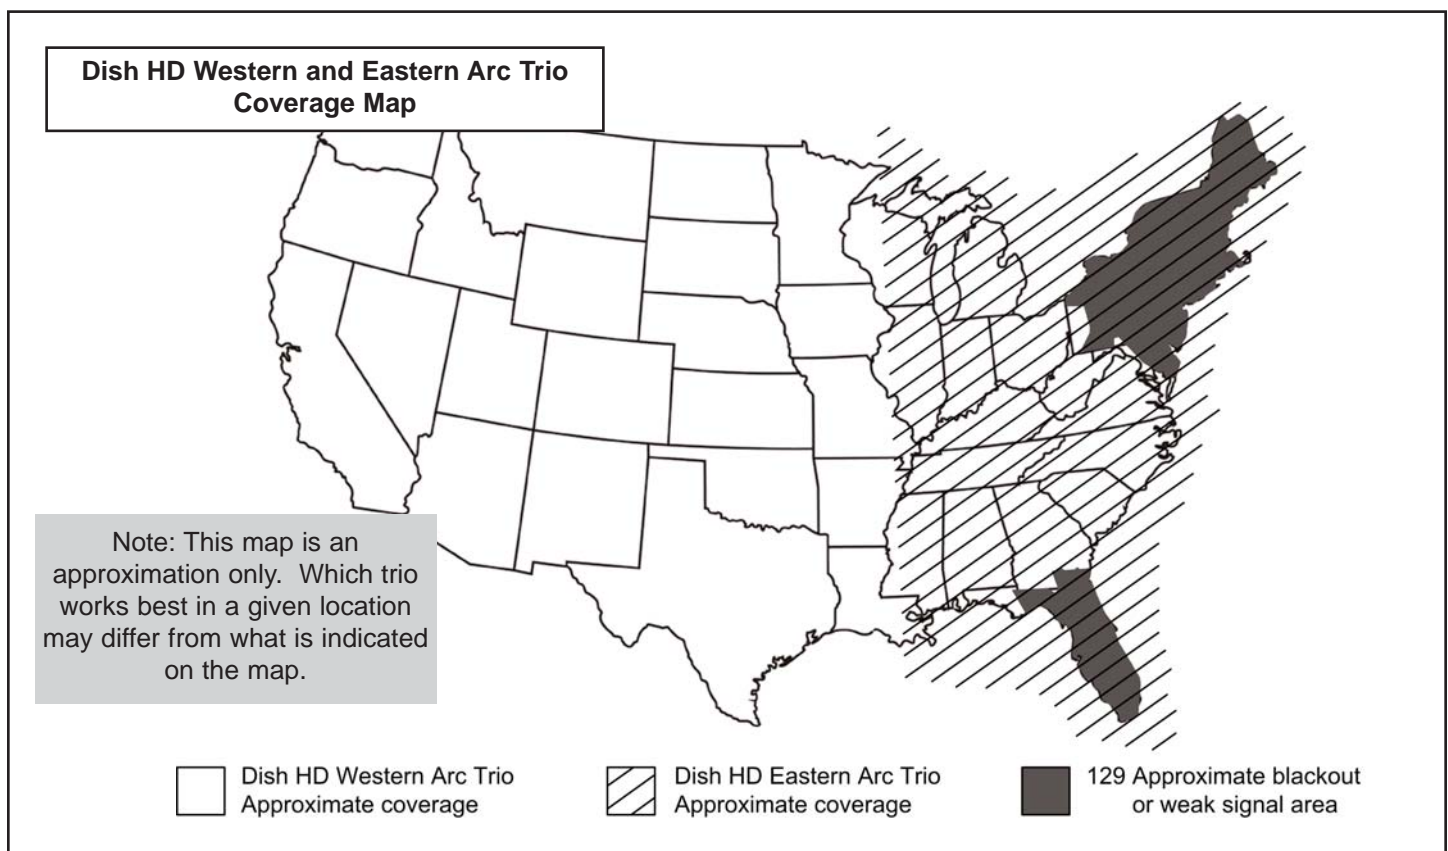 Dish HD Western and Eastern Arc Trio
Coverage Map
Note: This map is an
approximation only.  Which trio
works best in a given location
may differ from what is indicated
on the map.
Dish HD Western Arc Trio
Approximate coverage
Dish HD Eastern Arc Trio
Approximate coverage
129 Approximate blackout
or weak signal area